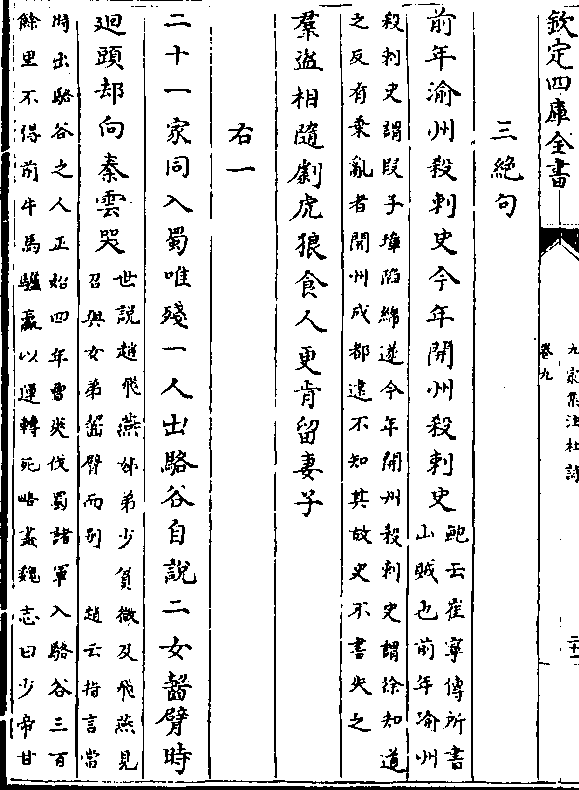 欽定四庫全書
九家集注杜詩
卷九
三絶句
前年渝州殺刺史今年開州殺刺史
鮑云崔寧傳所書
山賊也前年渝州
殺刺史謂段子璋陷綿遂今年開州殺刺史謂徐知道
之反有乗亂者開州成都逺不知其故史不書失之
羣盗相隨劇虎狼食人更肯留妻子
右一
二十一家同入蜀唯殘一人出駱谷自說二女齧臂時
廻頭却向秦雲哭
世說趙飛燕姊弟少貧微及飛燕見
召與女弟齧臂而別 趙云指言當
時出駱谷之人正始四年曹爽伐蜀諸軍入駱谷三百
餘里不得前牛馬驢臝以運轉死略盡魏志曰少帝甘